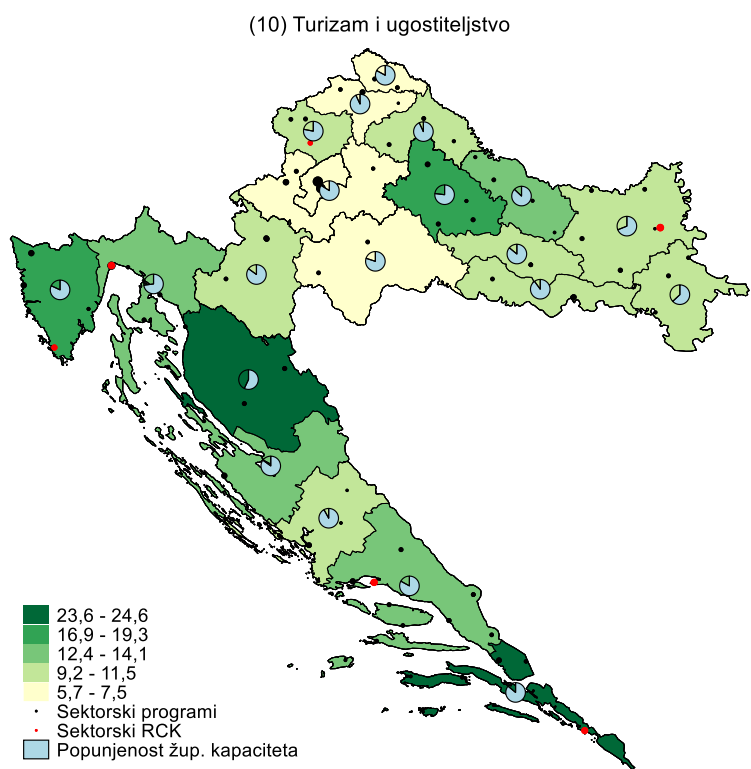 (10) Turizam i ugostiteljstvo
23,6 - 24,6
16,9 - 19,3
12,4 - 14,1
9,2 - 11,5
5,7 - 7,5
Sektorski programi
Sektorski RCK
Popunjenost žup. kapaciteta